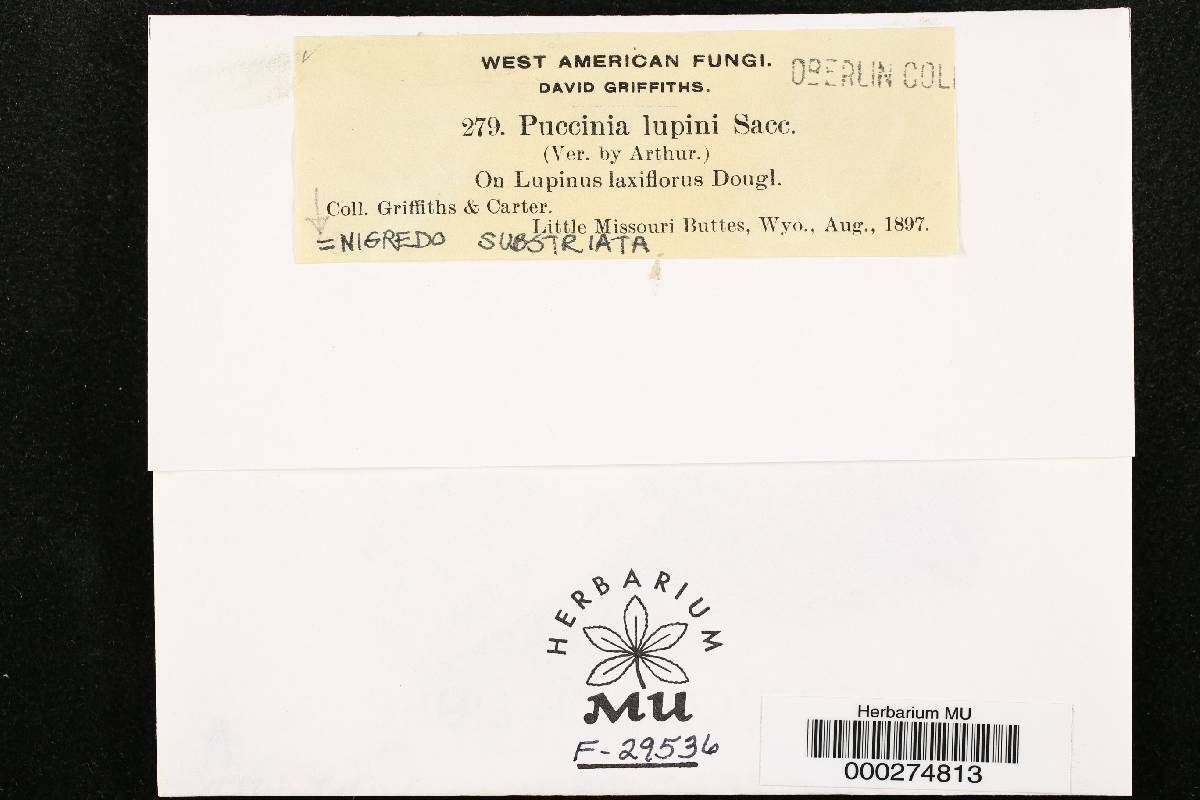 WEST AMERICAN FUNGI.
OBERLIN COLL
DAVID GRIFFITHS.
279. Puccinia lupini Sacc.
(Ver. by Arthur.)
On Lupinus laxiflorus Dougl.
Coll. Griffiths & Carter.
Little Missouri Buttes, Wyo., Aug., 1897.
= NIGREDO SUBSTRIATA
HERBARIUM
MU
F-29536
Herbarium MU
000274813